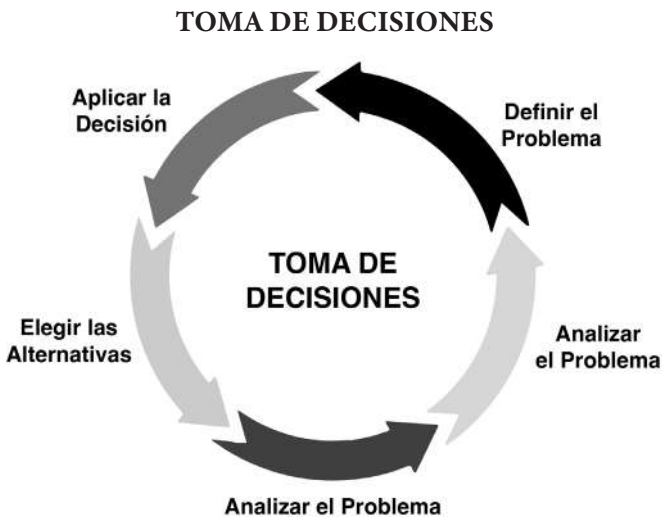 TOMA DE DECISIONES
Aplicar la
Decisión
Definir el
Problema
TOMA DE
DECISIONES
Elegir las
Alternativas
Analizar
el Problema
Analizar el Problema